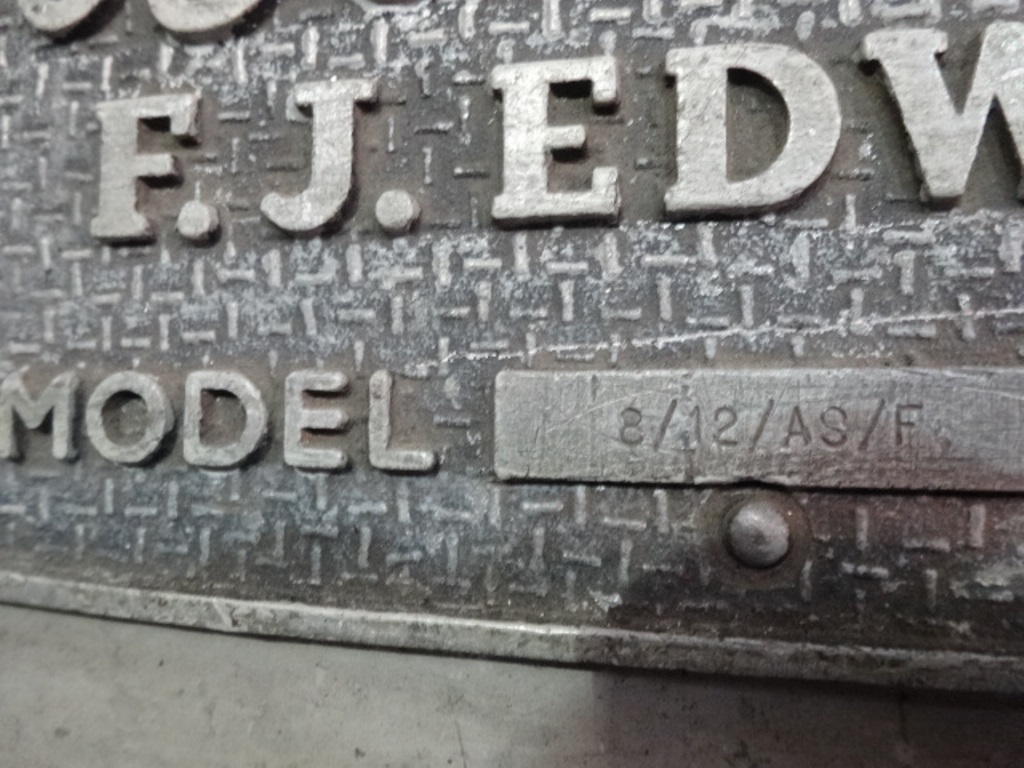 F.J. EDW
MODEL 8/12/AS/F